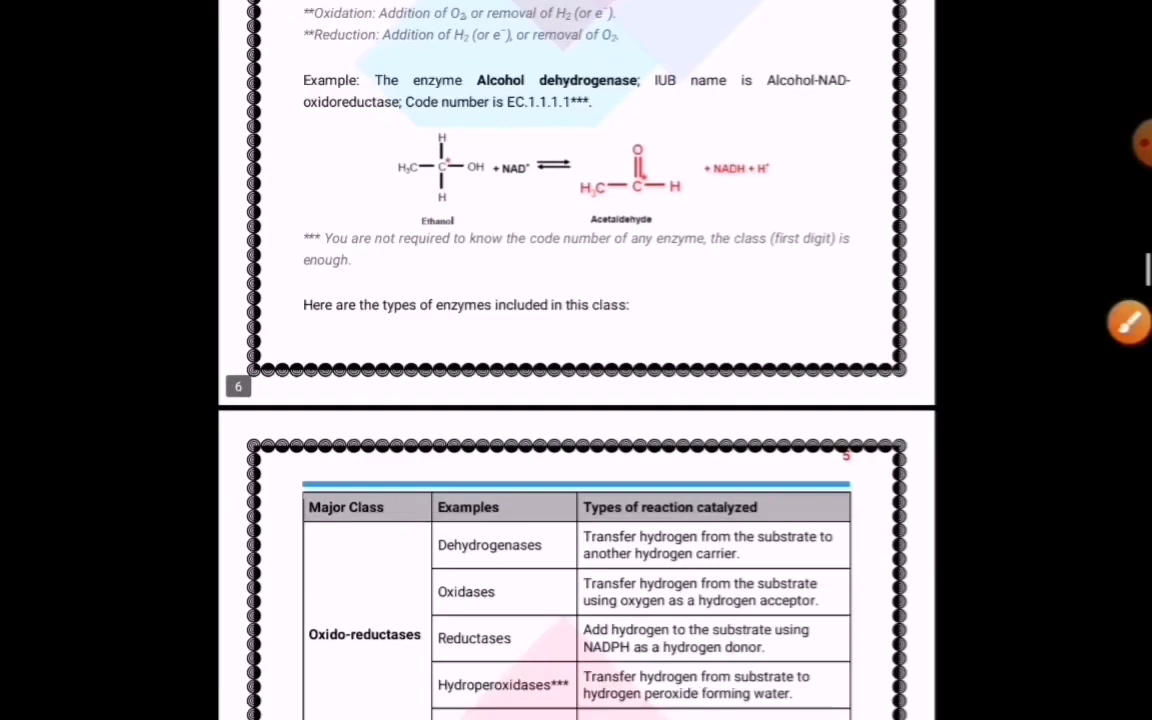 **Oxidation: Addition of O₂, or removal of H₂ (or e⁻).
**Reduction: Addition of H₂ (or e⁻), or removal of O₂.
Example: The enzyme Alcohol dehydrogenase; IUB name is Alcohol-NAD-
oxidoreductase; Code number is EC.1.1.1.1***.
H
H₃C— C*— OH + NAD⁺ ⇌
H
Ethanol
O
H₃C— C*— H
+ NADH + H⁺
Acetaldehyde
*** You are not required to know the code number of any enzyme, the class (first digit) is
enough.
Here are the types of enzymes included in this class:
6
5
Major Class Examples Types of reaction catalyzed
Oxido-reductases
Dehydrogenases
Transfer hydrogen from the substrate to
another hydrogen carrier.
Oxidases
Transfer hydrogen from the substrate
using oxygen as a hydrogen acceptor.
Reductases
Add hydrogen to the substrate using
NADPH as a hydrogen donor.
Hydroperoxidases***
Transfer hydrogen from substrate to
hydrogen peroxide forming water.